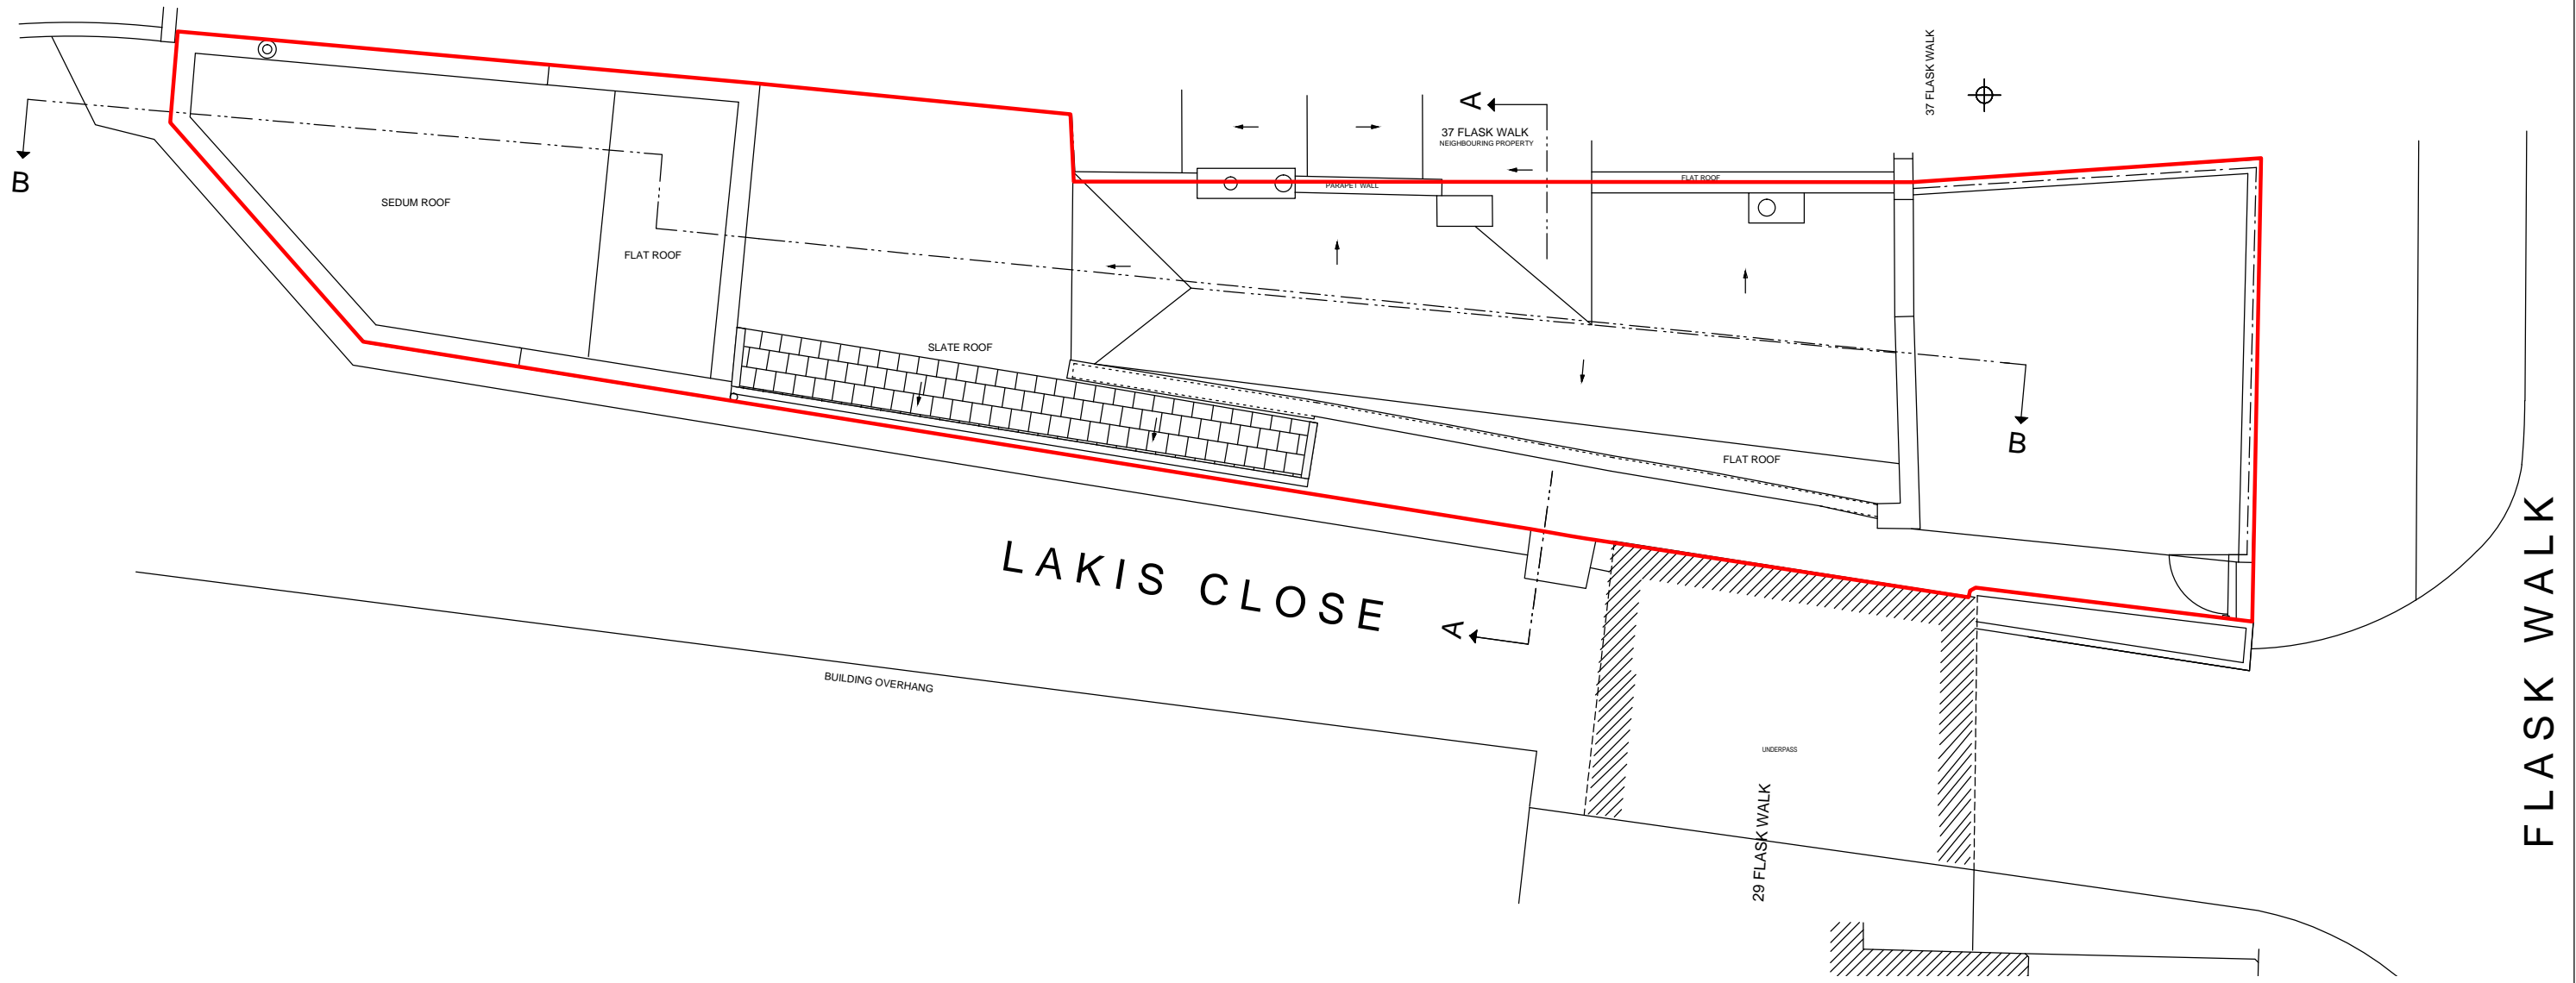 37 FLASK WALK
A
37 FLASK WALK
NEIGHBOURING PROPERTY
B
PARAPET WALL
FLAT ROOF
SEDUM ROOF
FLAT ROOF
SLATE ROOF
B
FLAT ROOF
LAKIS CLOSE
A
BUILDING OVERHANG
UNDERPASS
29 FLASK WALK
FLASK WALK